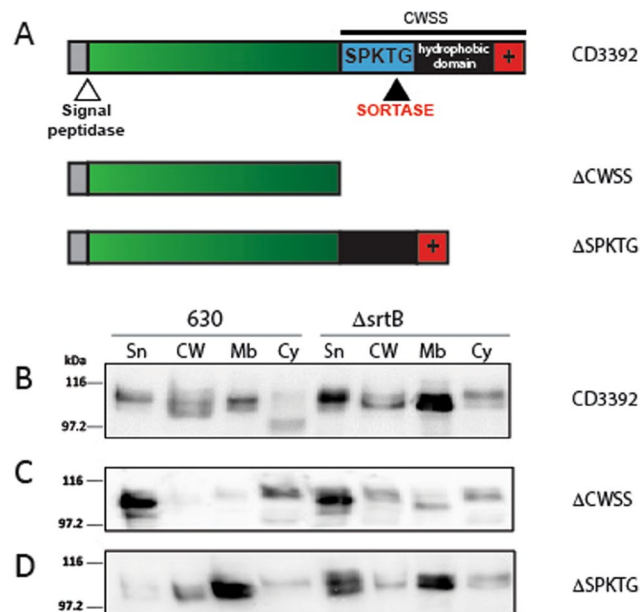 A
CWSS
SPKTG hydrophobic domain +
CD3392
Signal peptidase
SORTASE
ΔCWSS
+
ΔSPKTG
630 ΔsrtB
Sn CW Mb Cy Sn CW Mb Cy
kDa
B
116
97.2
CD3392
C
116
97.2
ΔCWSS
D
116
97.2
ΔSPKTG